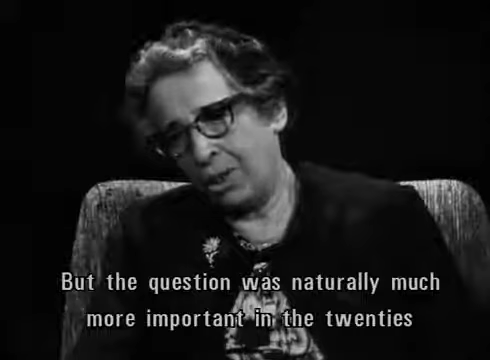 But the question was naturally much
more important in the twenties